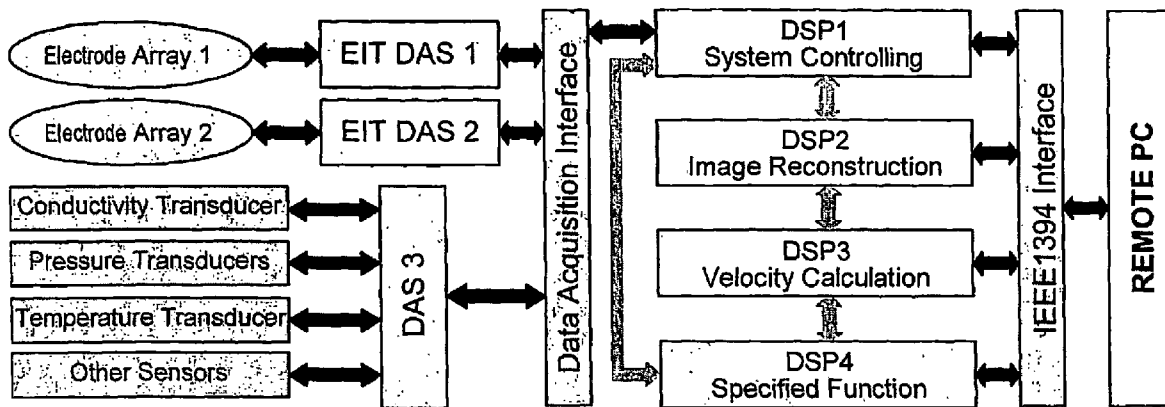 Electrode Array 1
EIT DAS 1
Electrode Array 2
EIT DAS 2
Conductivity Transducer
Pressure Transducers
Temperature Transducer
Other Sensors
DAS 3
Data Acquisition Interface
DSP1
System Controlling
DSP2
Image Reconstruction
DSP3
Velocity Calculation
DSP4
Specified Function
IEEE1394 Interface
REMOTE PC